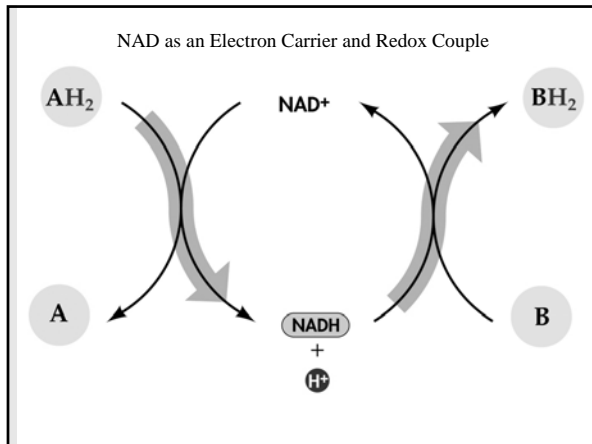 NAD as an Electron Carrier and Redox Couple
AH₂
NAD⁺
BH₂
A
NADH
B
+
H⁺